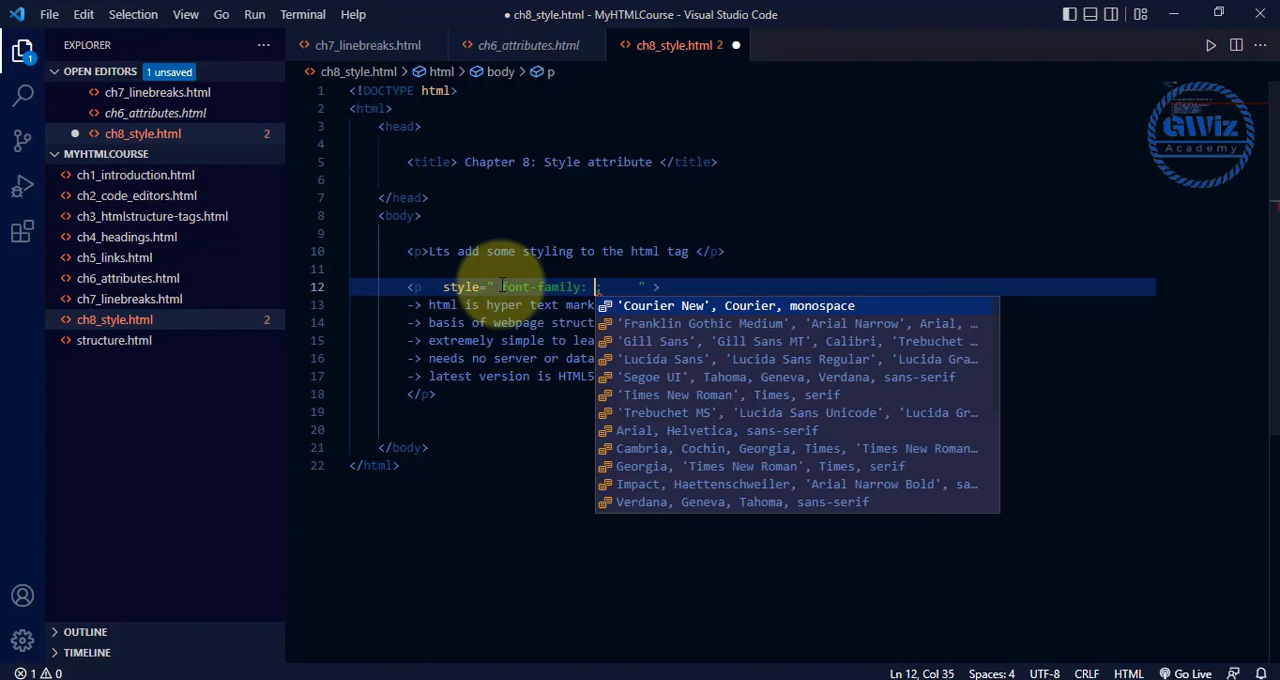 File Edit Selection View Go Run Terminal Help
● ch8_style.html - MyHTMLCourse - Visual Studio Code
EXPLORER
ch7_linebreaks.html
ch6_attributes.html
ch8_style.html 2
OPEN EDITORS 1 unsaved
ch7_linebreaks.html
ch6_attributes.html
ch8_style.html 2
MYHTMLCOURSE
ch1_introduction.html
ch2_code_editors.html
ch3_htmlstructure-tags.html
ch4_headings.html
ch5_links.html
ch6_attributes.html
ch7_linebreaks.html
ch8_style.html 2
structure.html
OUTLINE
TIMELINE
ch8_style.html > html > body > p
1 <!DOCTYPE html>
2 <html>
3 <head>
4
5 <title> Chapter 8: Style attribute </title>
6
7 </head>
8 <body>
9
10 <p>Lts add some styling to the html tag </p>
11
12 <p style=" font-family: ; " >
13 -> html is hyper text mark
14 -> basis of webpage struct
15 -> extremely simple to lea
16 -> needs no server or data
17 -> latest version is HTML5
18 </p>
19
20
21 </body>
22 </html>
'Courier New', Courier, monospace
'Franklin Gothic Medium', 'Arial Narrow', Arial, …
'Gill Sans', 'Gill Sans MT', Calibri, 'Trebuchet …
'Lucida Sans', 'Lucida Sans Regular', 'Lucida Gra…
'Segoe UI', Tahoma, Geneva, Verdana, sans-serif
'Times New Roman', Times, serif
'Trebuchet MS', 'Lucida Sans Unicode', 'Lucida Gr…
Arial, Helvetica, sans-serif
Cambria, Cochin, Georgia, Times, 'Times New Roman…
Georgia, 'Times New Roman', Times, serif
Impact, Haettenschweiler, 'Arial Narrow Bold', sa…
Verdana, Geneva, Tahoma, sans-serif
GWiz
Academy
1
1 0
Ln 12, Col 35 Spaces: 4 UTF-8 CRLF HTML Go Live